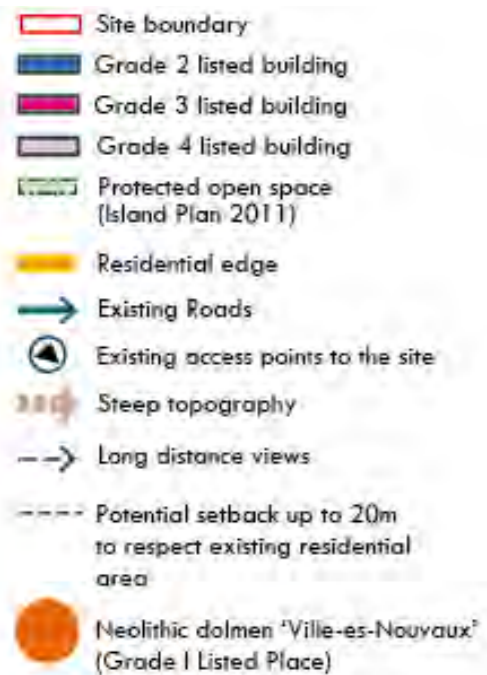 Site boundary
Grade 2 listed building
Grade 3 listed building
Grade 4 listed building
Protected open space
(Island Plan 2011)
Residential edge
Existing Roads
Existing access points to the site
Steep topography
Long distance views
Potential setback up to 20m
to respect existing residential
area
Neolithic dolmen ‘Ville-es-Nouvaux’
(Grade I Listed Place)